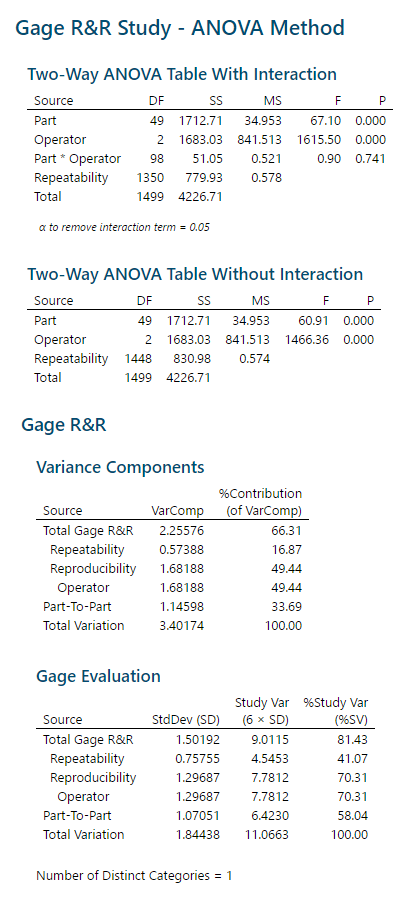 Gage R&R Study - ANOVA Method
Two-Way ANOVA Table With Interaction
Source DF SS MS F P
Part 49 1712.71 34.953 67.10 0.000
Operator 2 1683.03 841.513 1615.50 0.000
Part * Operator 98 51.05 0.521 0.90 0.741
Repeatability 1350 779.93 0.578
Total 1499 4226.71
α to remove interaction term = 0.05
Two-Way ANOVA Table Without Interaction
Source DF SS MS F P
Part 49 1712.71 34.953 60.91 0.000
Operator 2 1683.03 841.513 1466.36 0.000
Repeatability 1448 830.98 0.574
Total 1499 4226.71
Gage R&R
Variance Components
%Contribution
Source VarComp (of VarComp)
Total Gage R&R 2.25576 66.31
Repeatability 0.57388 16.87
Reproducibility 1.68188 49.44
Operator 1.68188 49.44
Part-To-Part 1.14598 33.69
Total Variation 3.40174 100.00
Gage Evaluation
Study Var %Study Var
Source StdDev (SD) (6 × SD) (%SV)
Total Gage R&R 1.50192 9.0115 81.43
Repeatability 0.75755 4.5453 41.07
Reproducibility 1.29687 7.7812 70.31
Operator 1.29687 7.7812 70.31
Part-To-Part 1.07051 6.4230 58.04
Total Variation 1.84438 11.0663 100.00
Number of Distinct Categories = 1